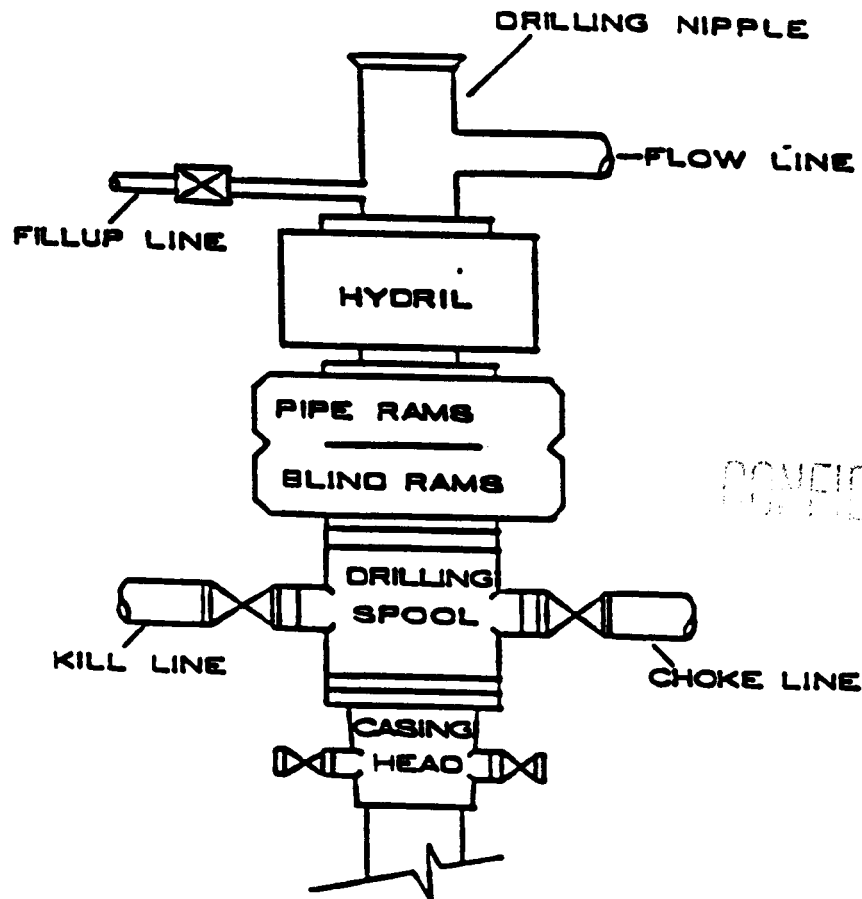 DRILLING NIPPLE
FLOW LINE
FILLUP LINE
HYDRIL
PIPE RAMS
BLIND RAMS
DRILLING
SPOOL
KILL LINE
CHOKE LINE
CASING
HEAD